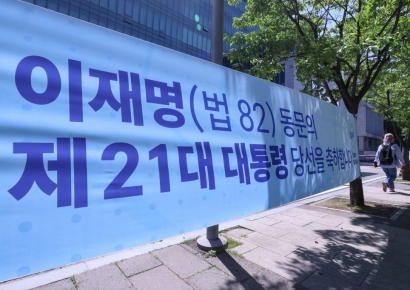 이재명(법 82) 동문의
제 21대 대통령 당선을 축하합니다